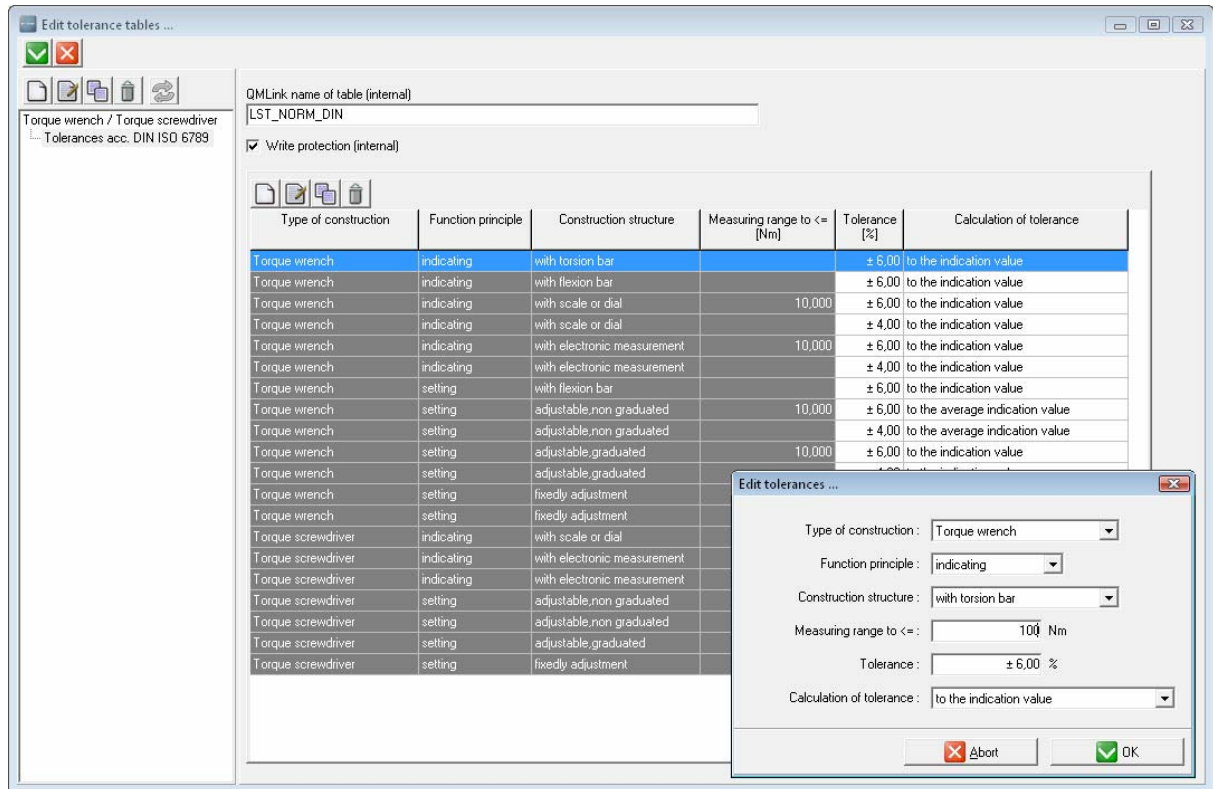 Edit tolerance tables ...
QMLink name of table (internal)
LST_NORM_DIN
Write protection (internal)
Torque wrench / Torque screwdriver
Tolerances acc. DIN ISO 6789
Type of construction Function principle Construction structure Measuring range to <= [Nm] Tolerance [%] Calculation of tolerance
Torque wrench indicating with torsion bar ± 6,00 to the indication value
Torque wrench indicating with flexion bar ± 6,00 to the indication value
Torque wrench indicating with scale or dial 10,000 ± 6,00 to the indication value
Torque wrench indicating with scale or dial ± 4,00 to the indication value
Torque wrench indicating with electronic measurement 10,000 ± 6,00 to the indication value
Torque wrench indicating with electronic measurement ± 4,00 to the indication value
Torque wrench setting with flexion bar ± 6,00 to the indication value
Torque wrench setting adjustable,non graduated 10,000 ± 6,00 to the average indication value
Torque wrench setting adjustable,non graduated ± 4,00 to the average indication value
Torque wrench setting adjustable,graduated 10,000 ± 6,00 to the indication value
Torque wrench setting adjustable,graduated
Torque wrench setting fixedly adjustment
Torque wrench setting fixedly adjustment
Torque screwdriver indicating with scale or dial
Torque screwdriver indicating with electronic measurement
Torque screwdriver indicating with electronic measurement
Torque screwdriver setting adjustable,non graduated
Torque screwdriver setting adjustable,non graduated
Torque screwdriver setting adjustable,graduated
Torque screwdriver setting fixedly adjustment
Edit tolerances ...
Type of construction : Torque wrench
Function principle : indicating
Construction structure : with torsion bar
Measuring range to <= : 100 Nm
Tolerance : ± 6,00 %
Calculation of tolerance : to the indication value
Abort OK